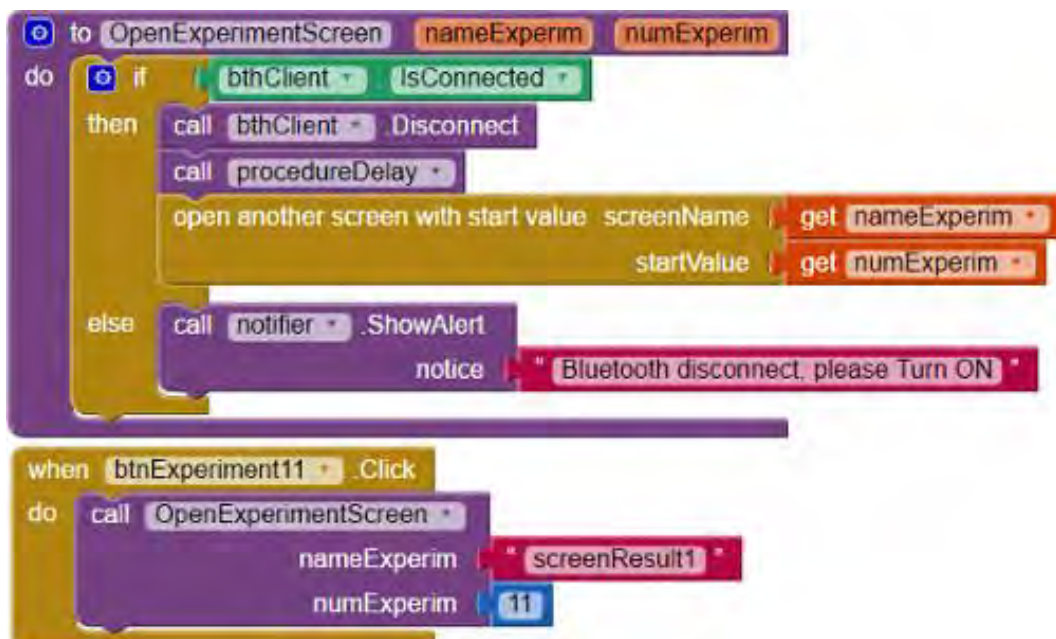 to OpenExperimentScreen nameExperim numExperim
do if bthClient IsConnected
then call bthClient .Disconnect
call procedureDelay
open another screen with start value screenName get nameExperim
startValue get numExperim
else call notifier .ShowAlert
notice " Bluetooth disconnect, please Turn ON "
when btnExperiment11 .Click
do call OpenExperimentScreen
nameExperim " screenResult1 "
numExperim 11